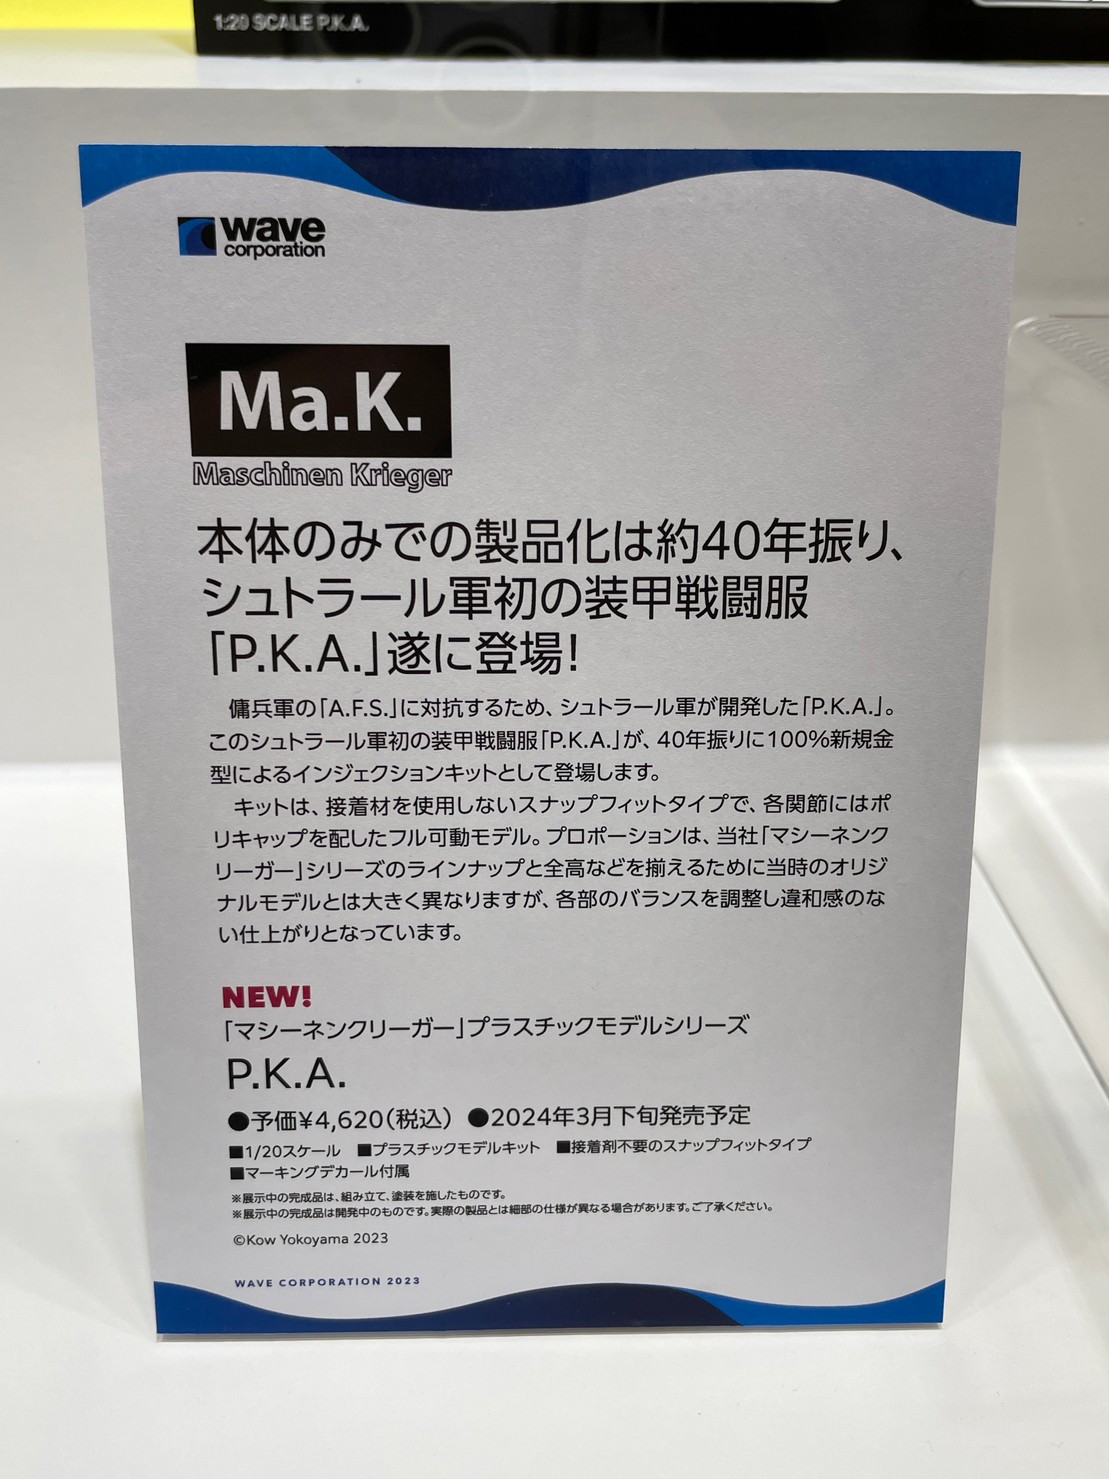 1:20 SCALE P.K.A.
wave
corporation
Ma.K.
Maschinen Krieger
本体のみでの製品化は約40年振り、
シュトラール軍初の装甲戦闘服
「P.K.A.」遂に登場！
傭兵軍の「A.F.S.」に対抗するため、シュトラール軍が開発した「P.K.A.」。
このシュトラール軍初の装甲戦闘服「P.K.A.」が、40年振りに100%新規金
型によるインジェクションキットとして登場します。
キットは、接着材を使用しないスナップフィットタイプで、各関節にはポ
リキャップを配したフル可動モデル。プロポーションは、当社「マシーネンク
リーガー」シリーズのラインナップと全高などを揃えるために当時のオリジ
ナルモデルとは大きく異なりますが、各部のバランスを調整し違和感のな
い仕上がりとなっています。
NEW!
「マシーネンクリーガー」プラスチックモデルシリーズ
P.K.A.
●予価¥4,620（税込） ●2024年3月下旬発売予定
■1/20スケール ■プラスチックモデルキット ■接着剤不要のスナップフィットタイプ
■マーキングデカール付属
※展示中の完成品は、組み立て、塗装を施したものです。
※展示中の完成品は開発中のものです。実際の製品とは細部の仕様が異なる場合があります。ご了承ください。
©Kow Yokoyama 2023
WAVE CORPORATION 2023